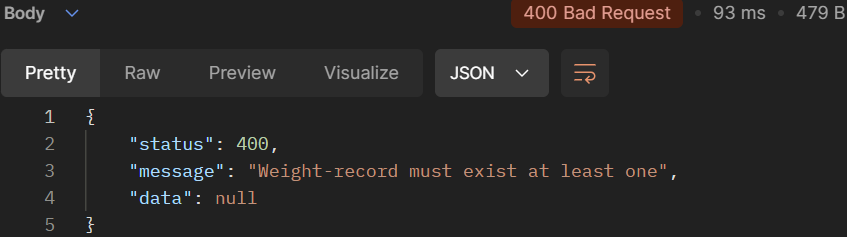 Body 400 Bad Request • 93 ms • 479 B
Pretty Raw Preview Visualize JSON
1 {
2 "status": 400,
3 "message": "Weight-record must exist at least one",
4 "data": null
5 }